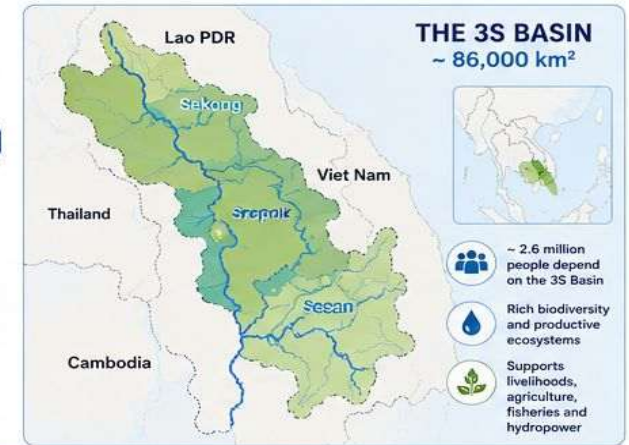 THE 3S BASIN
~ 86,000 km²
Lao PDR
Sekong
Viet Nam
Thailand
Sesan
Cambodia
~ 2.6 million
people depend
on the 3S Basin
Rich biodiversity
and productive
ecosystems
Supports
livelihoods,
agriculture,
fisheries and
hydropower